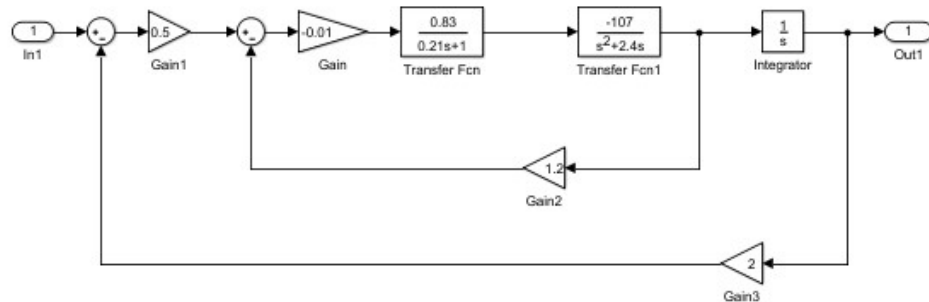 1
In1
+
−
0.5
Gain1
+
−
-0.01
Gain
0.83
0.21s+1
Transfer Fcn
-107
s²+2.4s
Transfer Fcn1
1
s
Integrator
1
Out1
1.2
Gain2
2
Gain3